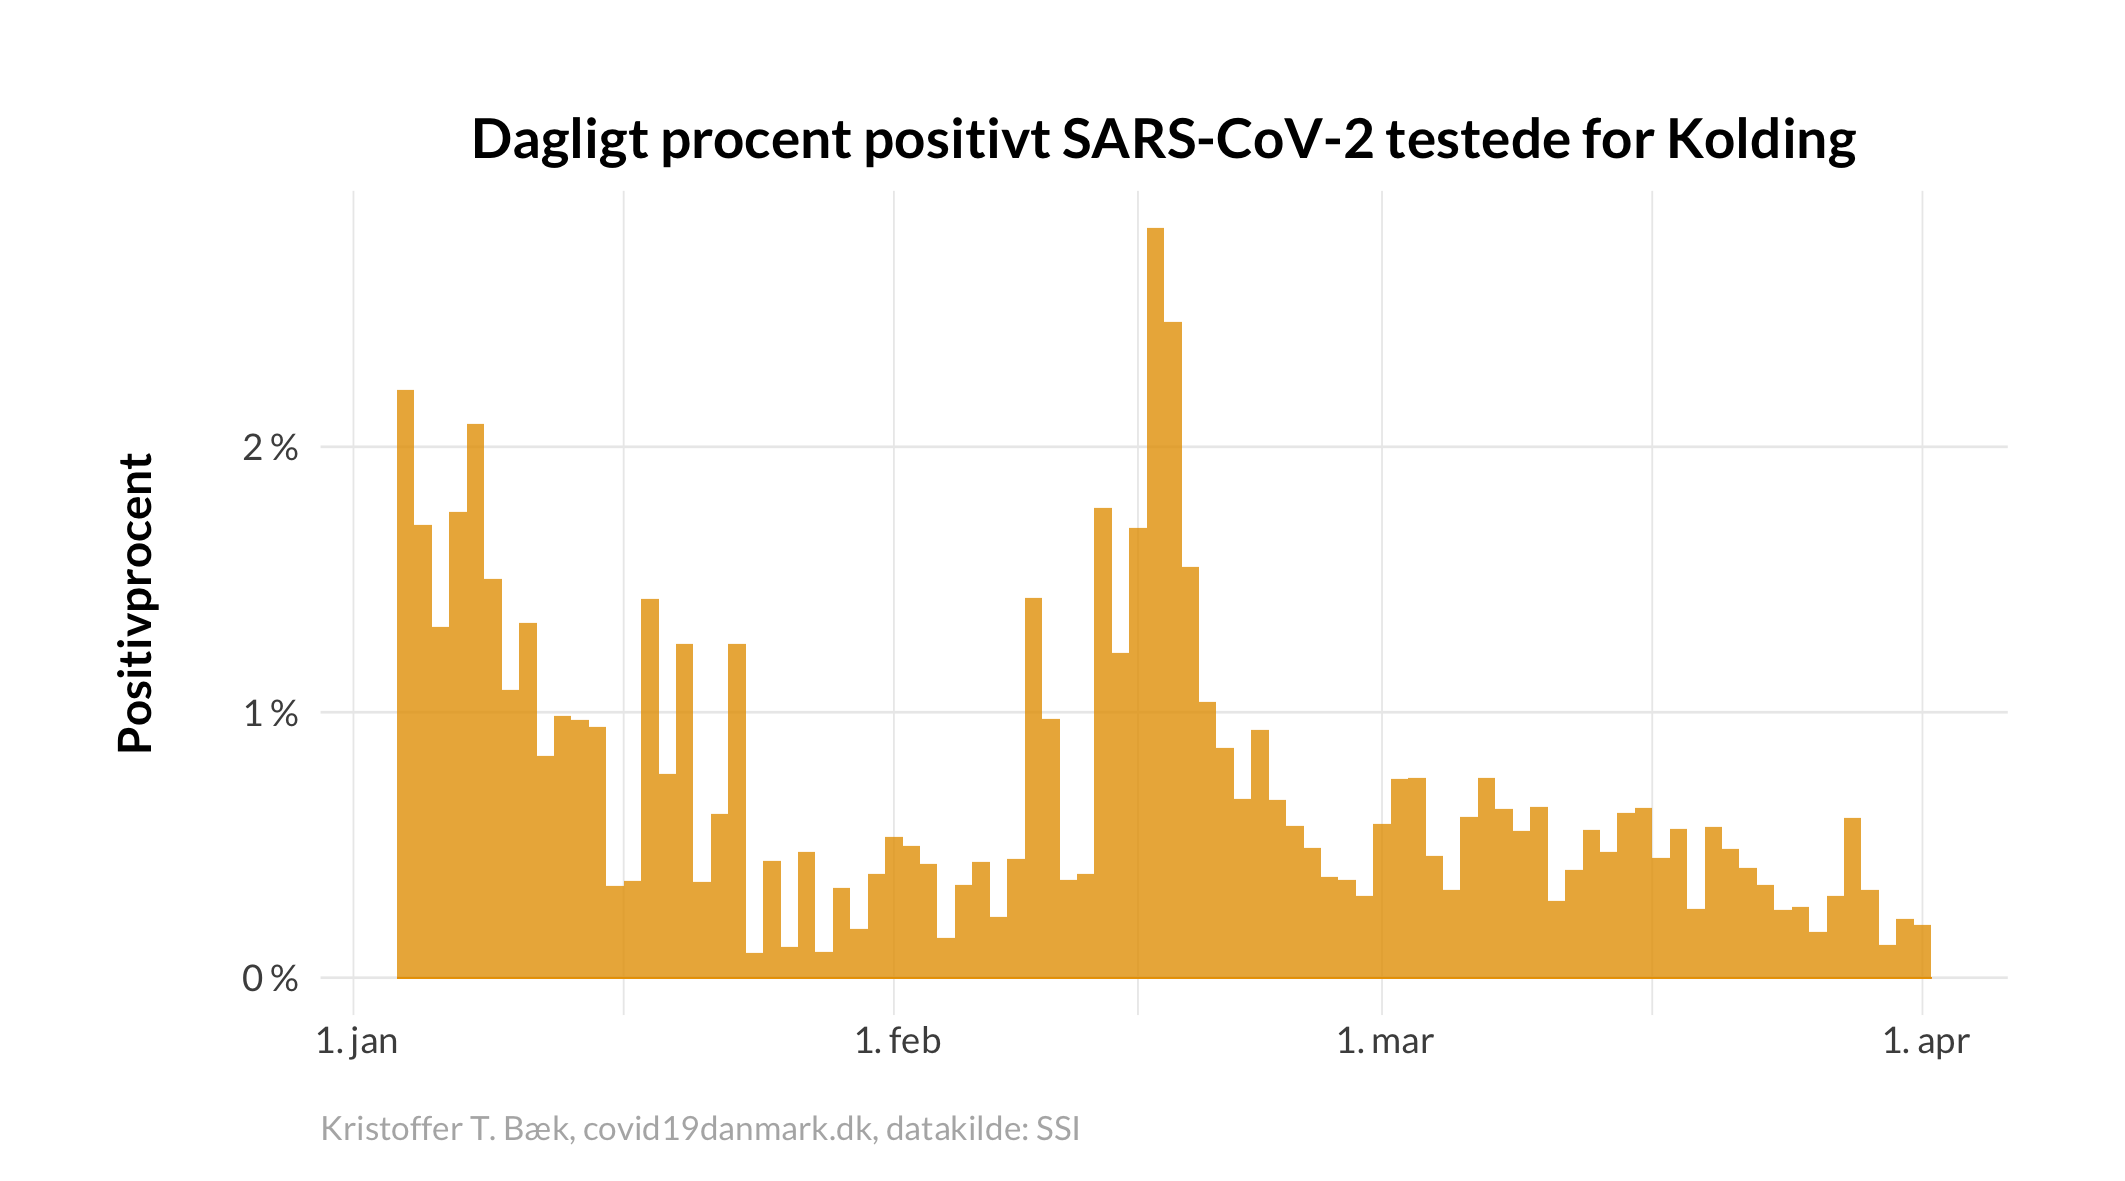 Dagligt procent positivt SARS-CoV-2 testede for Kolding
Positivprocent
2 %
1 %
0 %
1. jan 1. feb 1. mar 1. apr
Kristoffer T. Bæk, covid19danmark.dk, datakilde: SSI